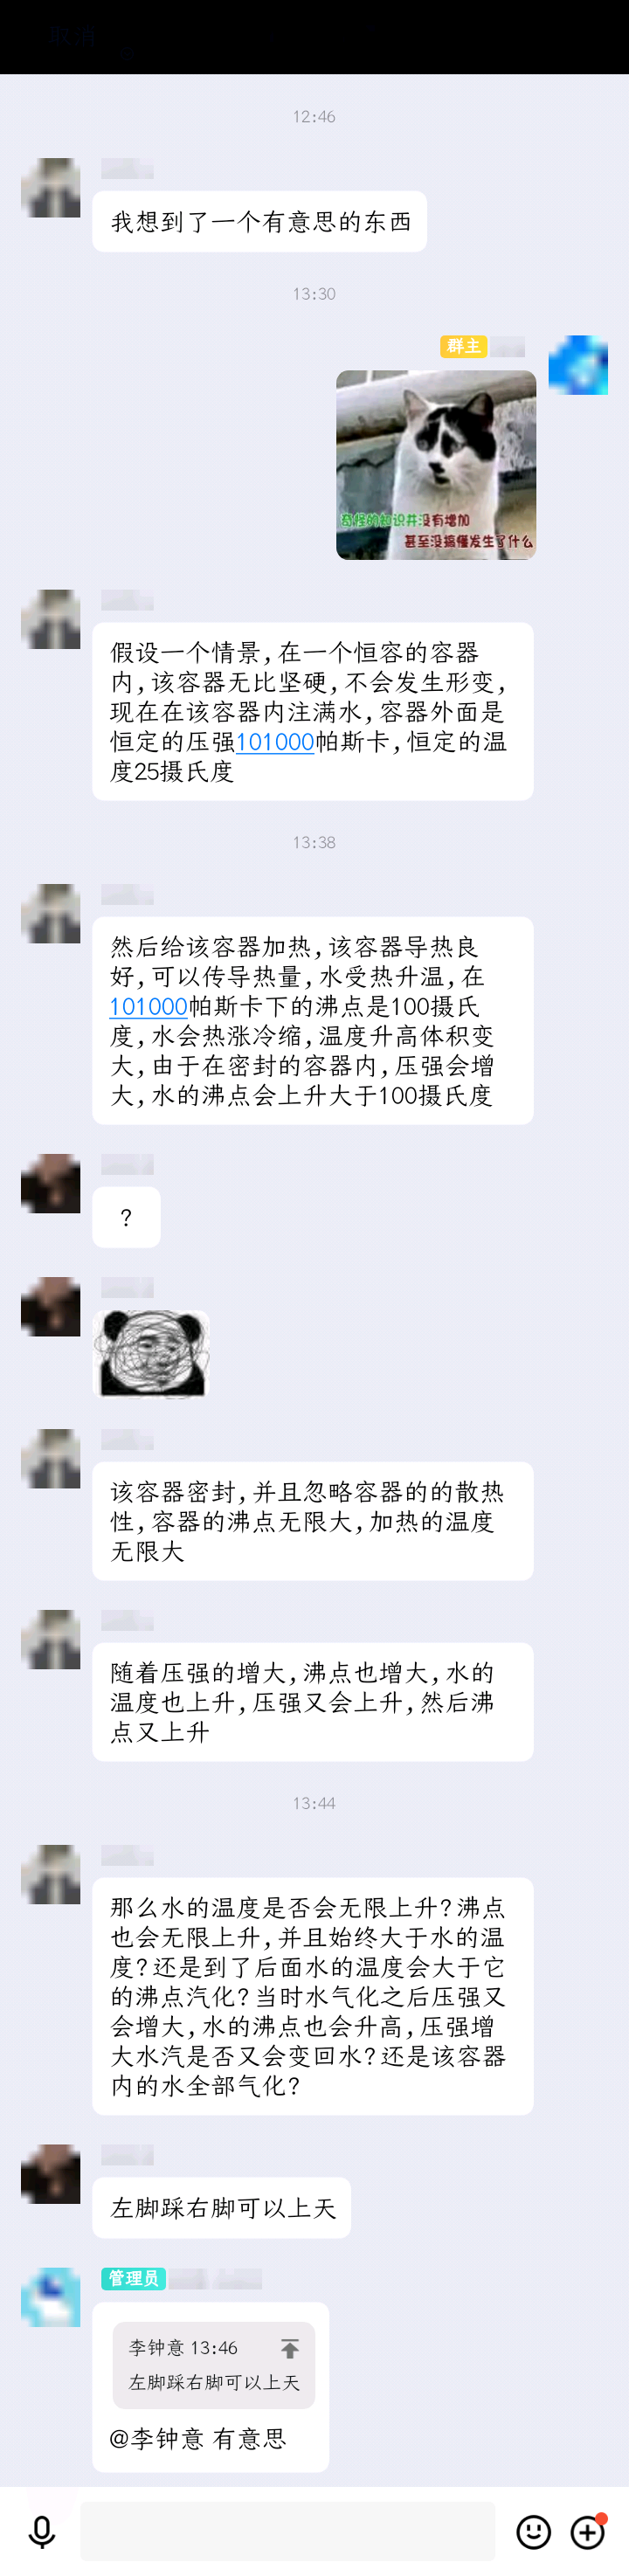 取消
12:46
我想到了一个有意思的东西
13:30
群主
奇怪的知识并没有增加
甚至没搞懂发生了什么
假设一个情景,在一个恒容的容器
内,该容器无比坚硬,不会发生形变,
现在在该容器内注满水,容器外面是
恒定的压强101000帕斯卡,恒定的温
度25摄氏度
13:38
然后给该容器加热,该容器导热良
好,可以传导热量,水受热升温,在
101000帕斯卡下的沸点是100摄氏
度,水会热涨冷缩,温度升高体积变
大,由于在密封的容器内,压强会增
大,水的沸点会上升大于100摄氏度
?
该容器密封,并且忽略容器的的散热
性,容器的沸点无限大,加热的温度
无限大
随着压强的增大,沸点也增大,水的
温度也上升,压强又会上升,然后沸
点又上升
13:44
那么水的温度是否会无限上升?沸点
也会无限上升,并且始终大于水的温
度?还是到了后面水的温度会大于它
的沸点汽化?当时水气化之后压强又
会增大,水的沸点也会升高,压强增
大水汽是否又会变回水?还是该容器
内的水全部气化?
左脚踩右脚可以上天
管理员
李钟意 13:46
左脚踩右脚可以上天
@李钟意 有意思